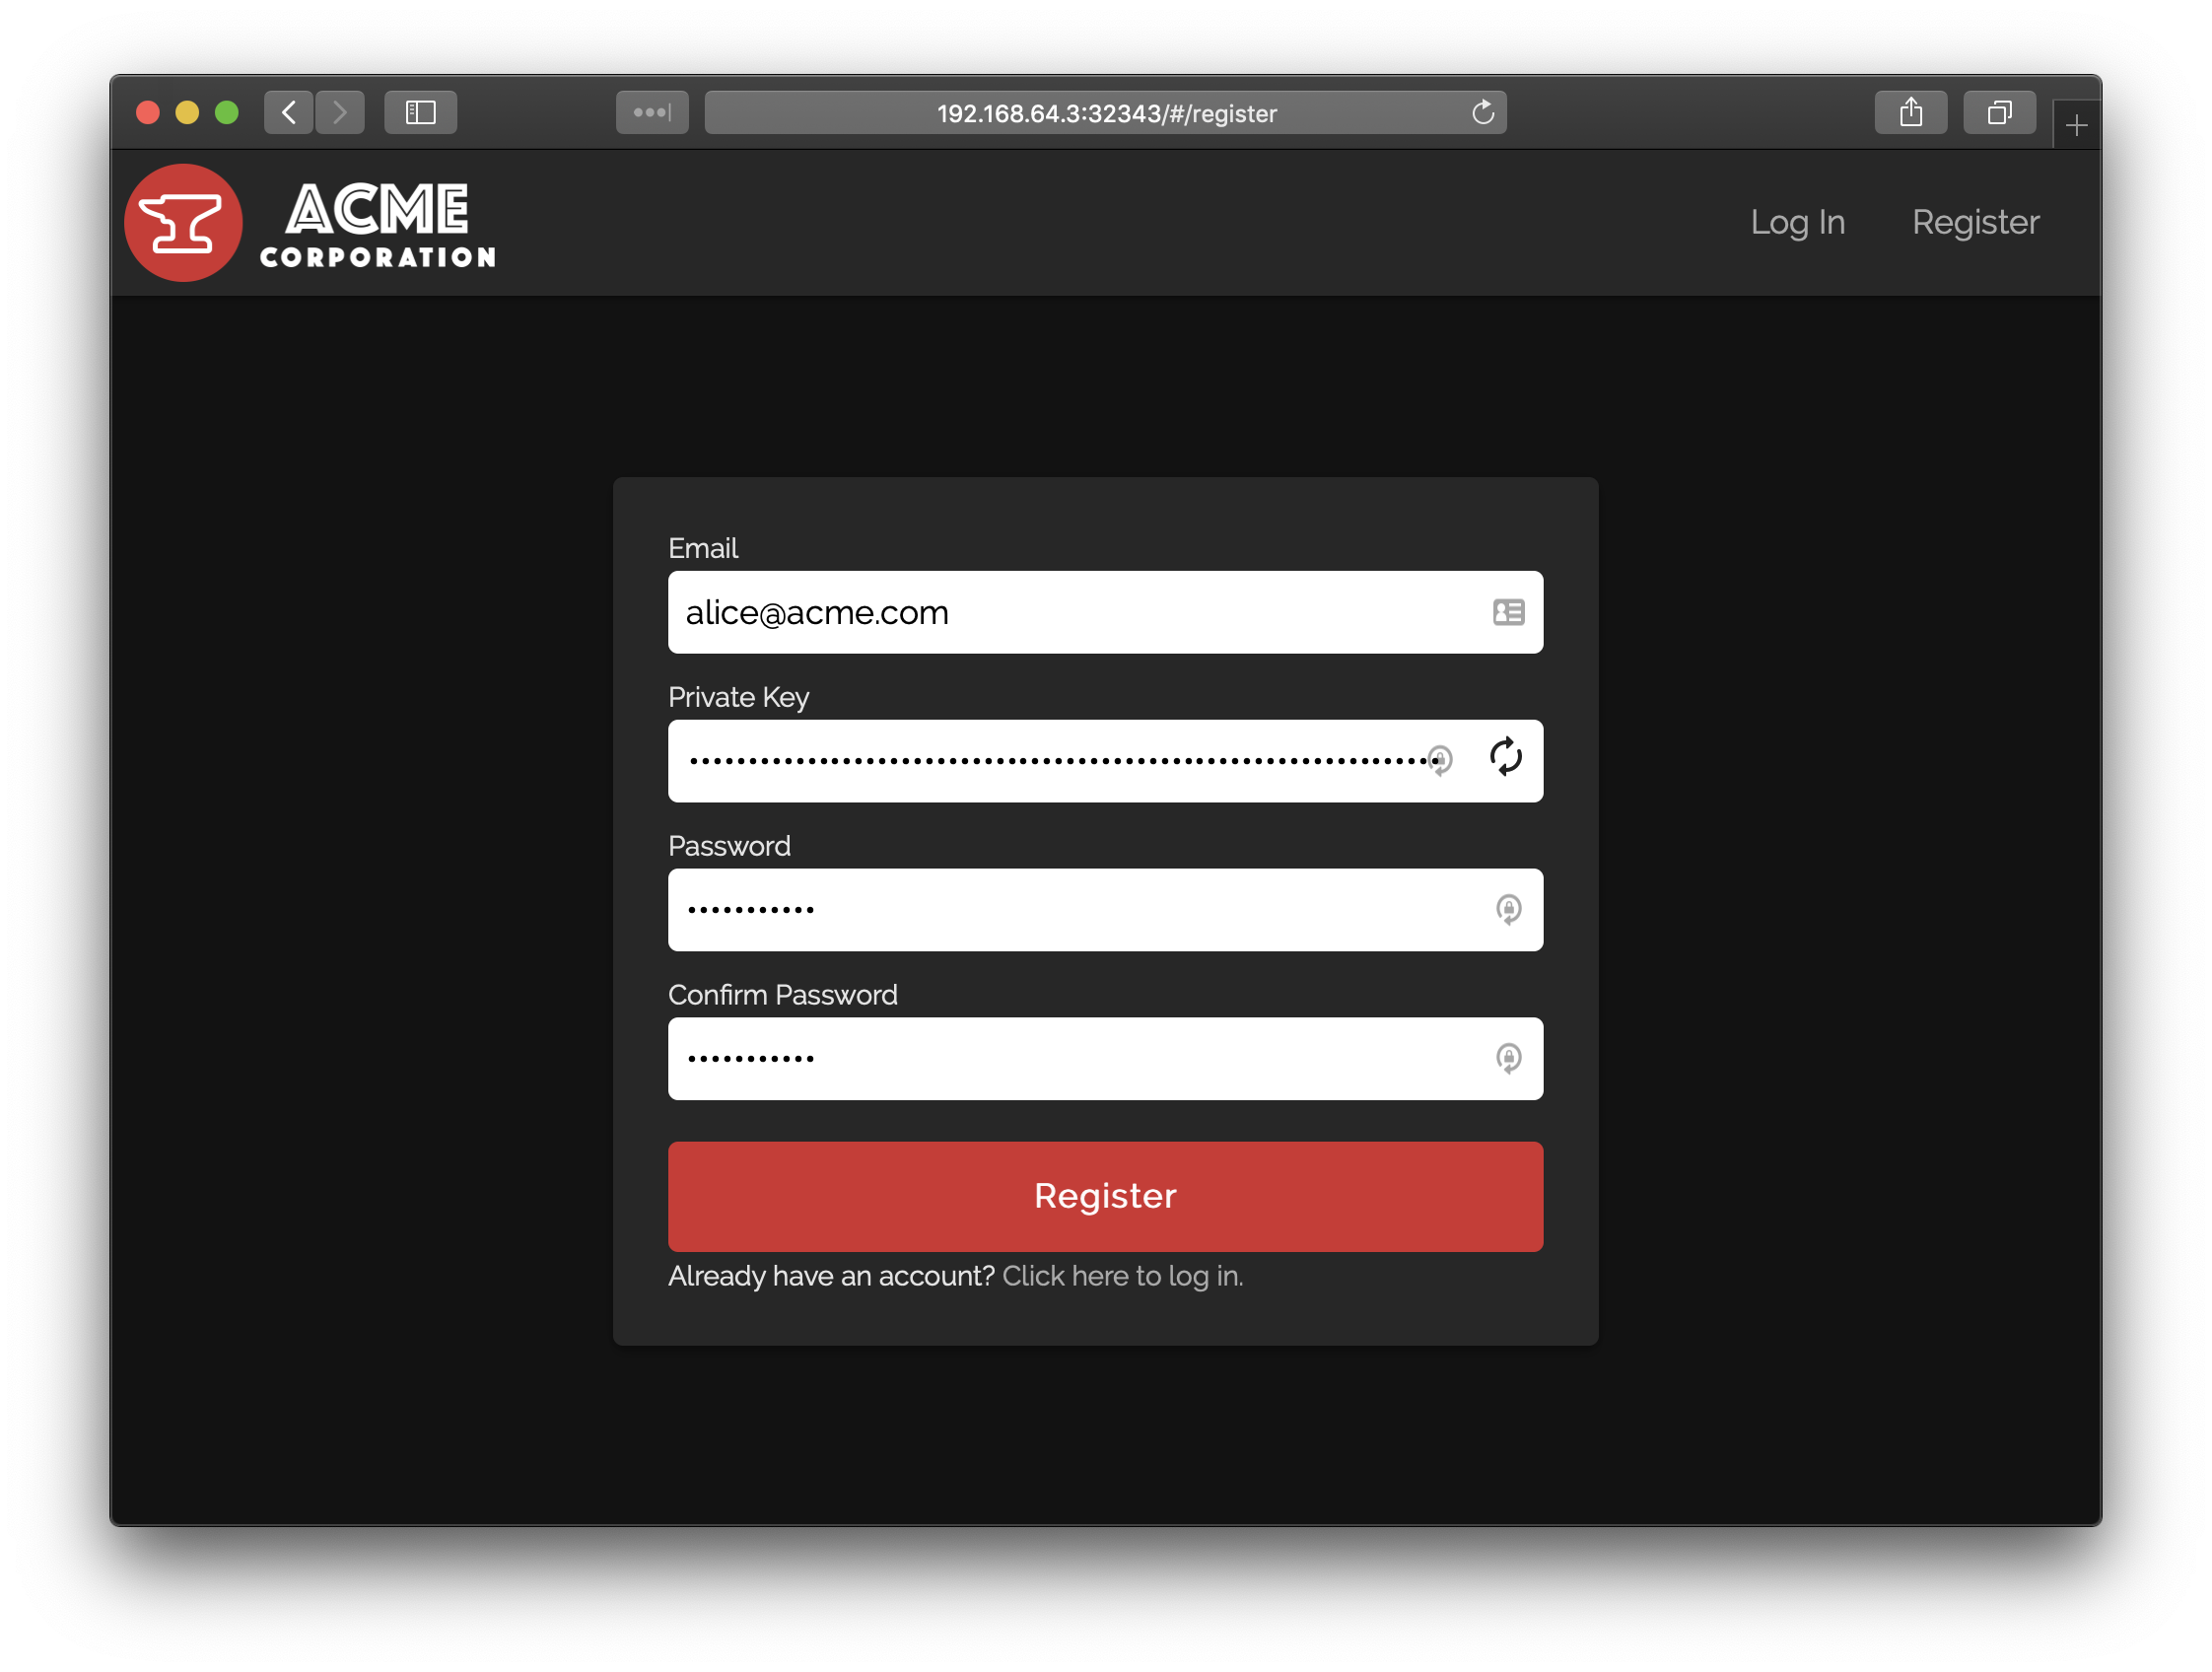 192.168.64.3:32343/#/register
ACME
CORPORATION
Log In
Register
Email
alice@acme.com
Private Key
Password
Confirm Password
Register
Already have an account? Click here to log in.